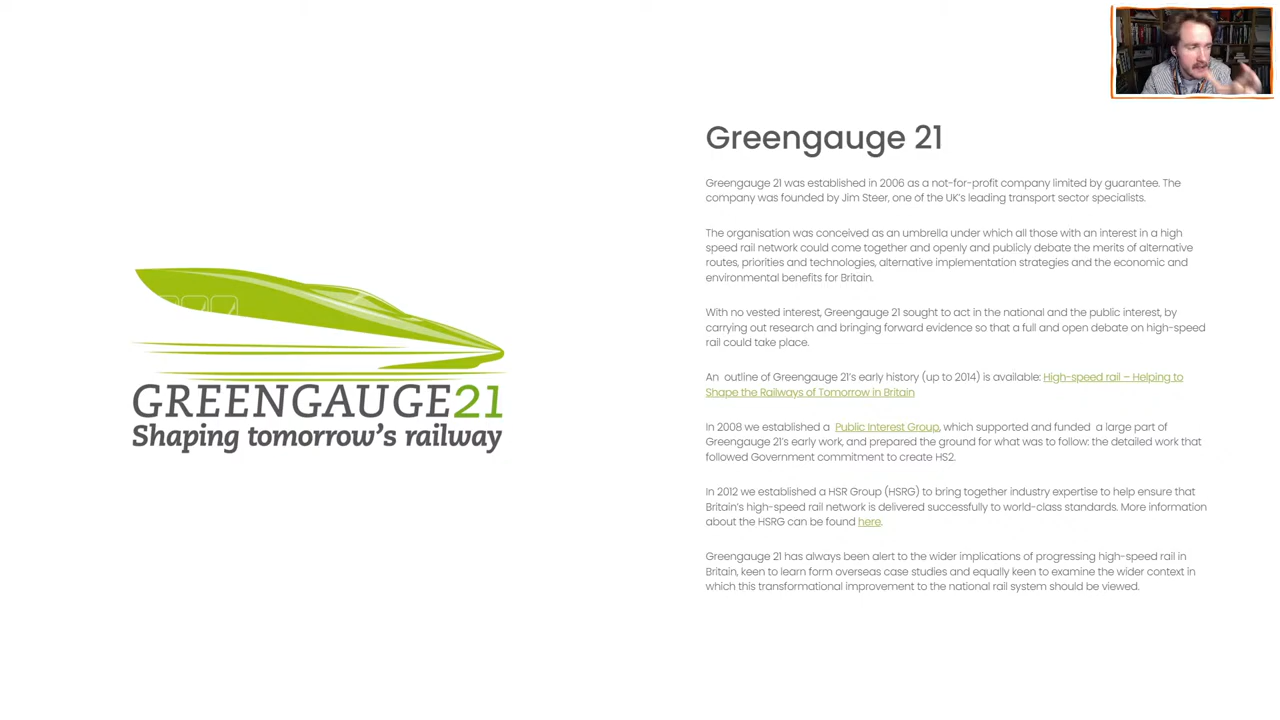 GREENGAUGE21
Shaping tomorrow's railway
Greengauge 21
Greengauge 21 was established in 2006 as a not-for-profit company limited by guarantee. The
company was founded by Jim Steer, one of the UK's leading transport sector specialists.
The organisation was conceived as an umbrella under which all those with an interest in a high
speed rail network could come together and openly and publicly debate the merits of alternative
routes, priorities and technologies, alternative implementation strategies and the economic and
environmental benefits for Britain.
With no vested interest, Greengauge 21 sought to act in the national and the public interest, by
carrying out research and bringing forward evidence so that a full and open debate on high-speed
rail could take place.
An outline of Greengauge 21's early history (up to 2014) is available: High-speed rail – Helping to
Shape the Railways of Tomorrow in Britain
In 2008 we established a Public Interest Group, which supported and funded a large part of
Greengauge 21's early work, and prepared the ground for what was to follow: the detailed work that
followed Government commitment to create HS2.
In 2012 we established a HSR Group (HSRG) to bring together industry expertise to help ensure that
Britain's high-speed rail network is delivered successfully to world-class standards. More information
about the HSRG can be found here.
Greengauge 21 has always been alert to the wider implications of progressing high-speed rail in
Britain, keen to learn form overseas case studies and equally keen to examine the wider context in
which this transformational improvement to the national rail system should be viewed.